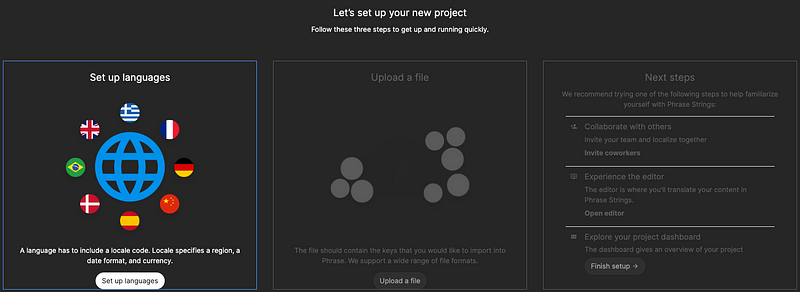 Let's set up your new project
Follow these three steps to get up and running quickly.
Set up languages
A language has to include a locale code. Locale specifies a region, a
date format, and currency.
Set up languages
Upload a file
The file should contain the keys that you would like to import into
Phrase. We support a wide range of file formats.
Upload a file
Next steps
We recommend trying one of the following steps to help familiarize
yourself with Phrase Strings:
Collaborate with others
Invite your team and localize together
Invite coworkers
Experience the editor
The editor is where you'll translate your content in
Phrase Strings.
Open editor
Explore your project dashboard
The dashboard gives an overview of your project
Finish setup →